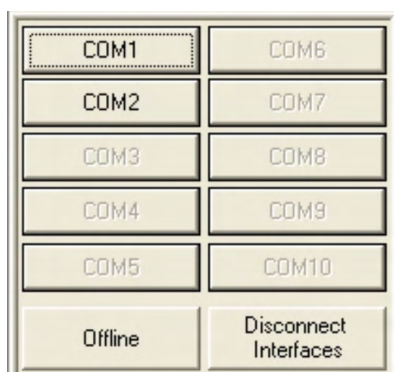 COM1 COM6
COM2 COM7
COM3 COM8
COM4 COM9
COM5 COM10
Offline Disconnect
Interfaces